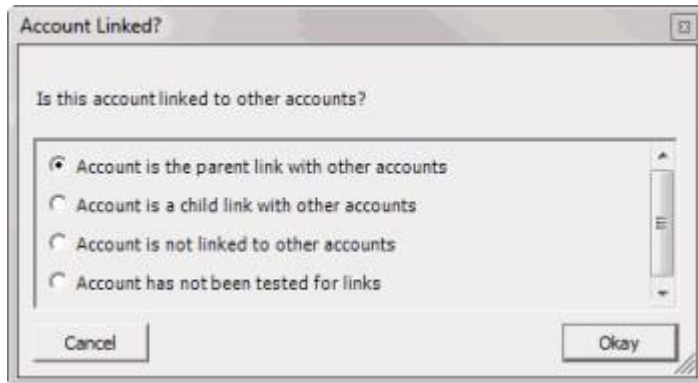 Account Linked?
Is this account linked to other accounts?
Account is the parent link with other accounts
Account is a child link with other accounts
Account is not linked to other accounts
Account has not been tested for links
Cancel
Okay